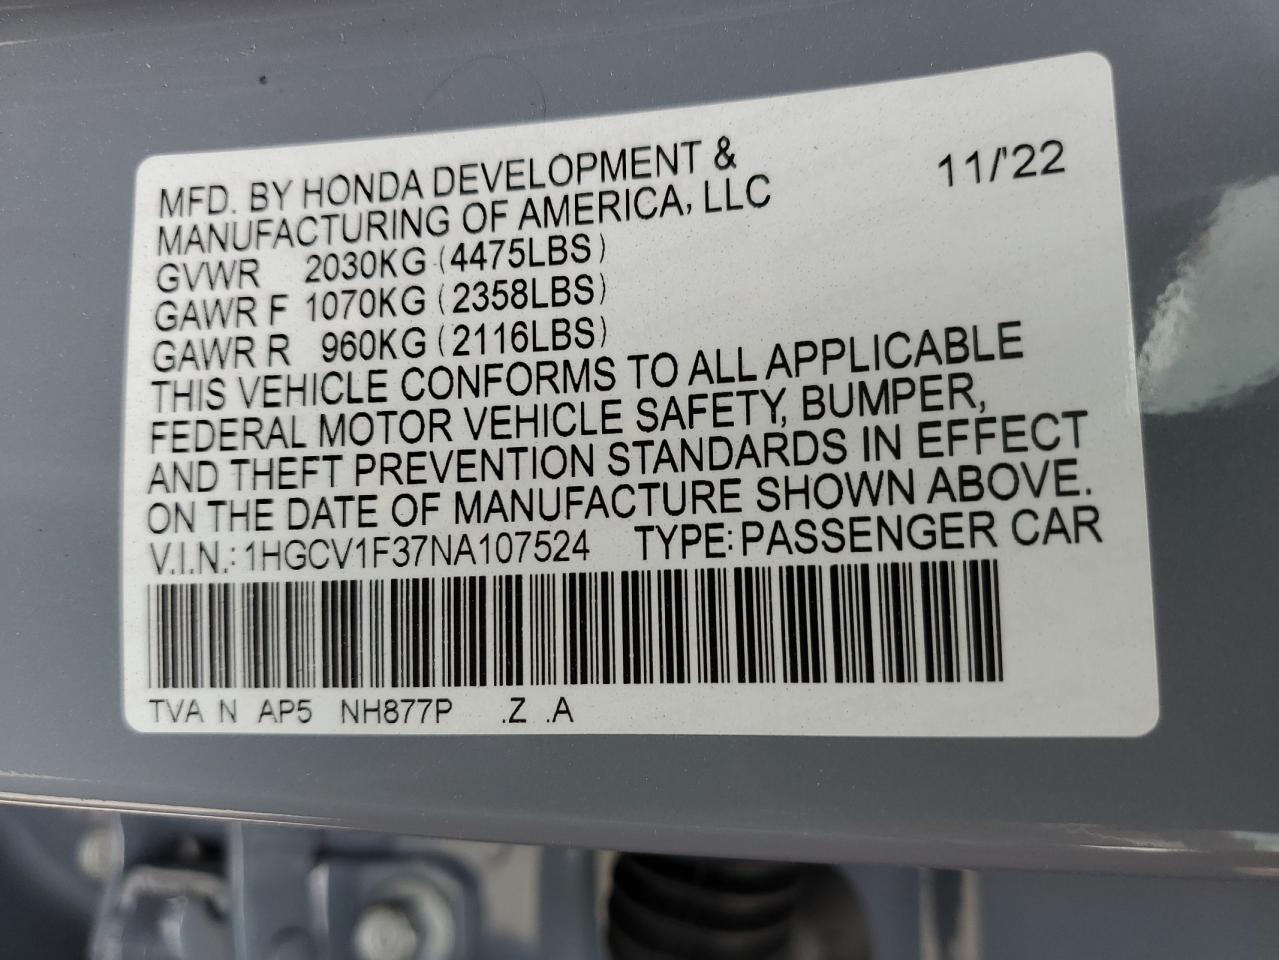 MFD. BY HONDA DEVELOPMENT & 11/'22
MANUFACTURING OF AMERICA, LLC
GVWR 2030KG (4475LBS)
GAWR F 1070KG (2358LBS)
GAWR R 960KG (2116LBS)
THIS VEHICLE CONFORMS TO ALL APPLICABLE
FEDERAL MOTOR VEHICLE SAFETY, BUMPER,
AND THEFT PREVENTION STANDARDS IN EFFECT
ON THE DATE OF MANUFACTURE SHOWN ABOVE.
V.I.N.: 1HGCV1F37NA107524 TYPE: PASSENGER CAR
TVA N AP5 NH877P .Z .A